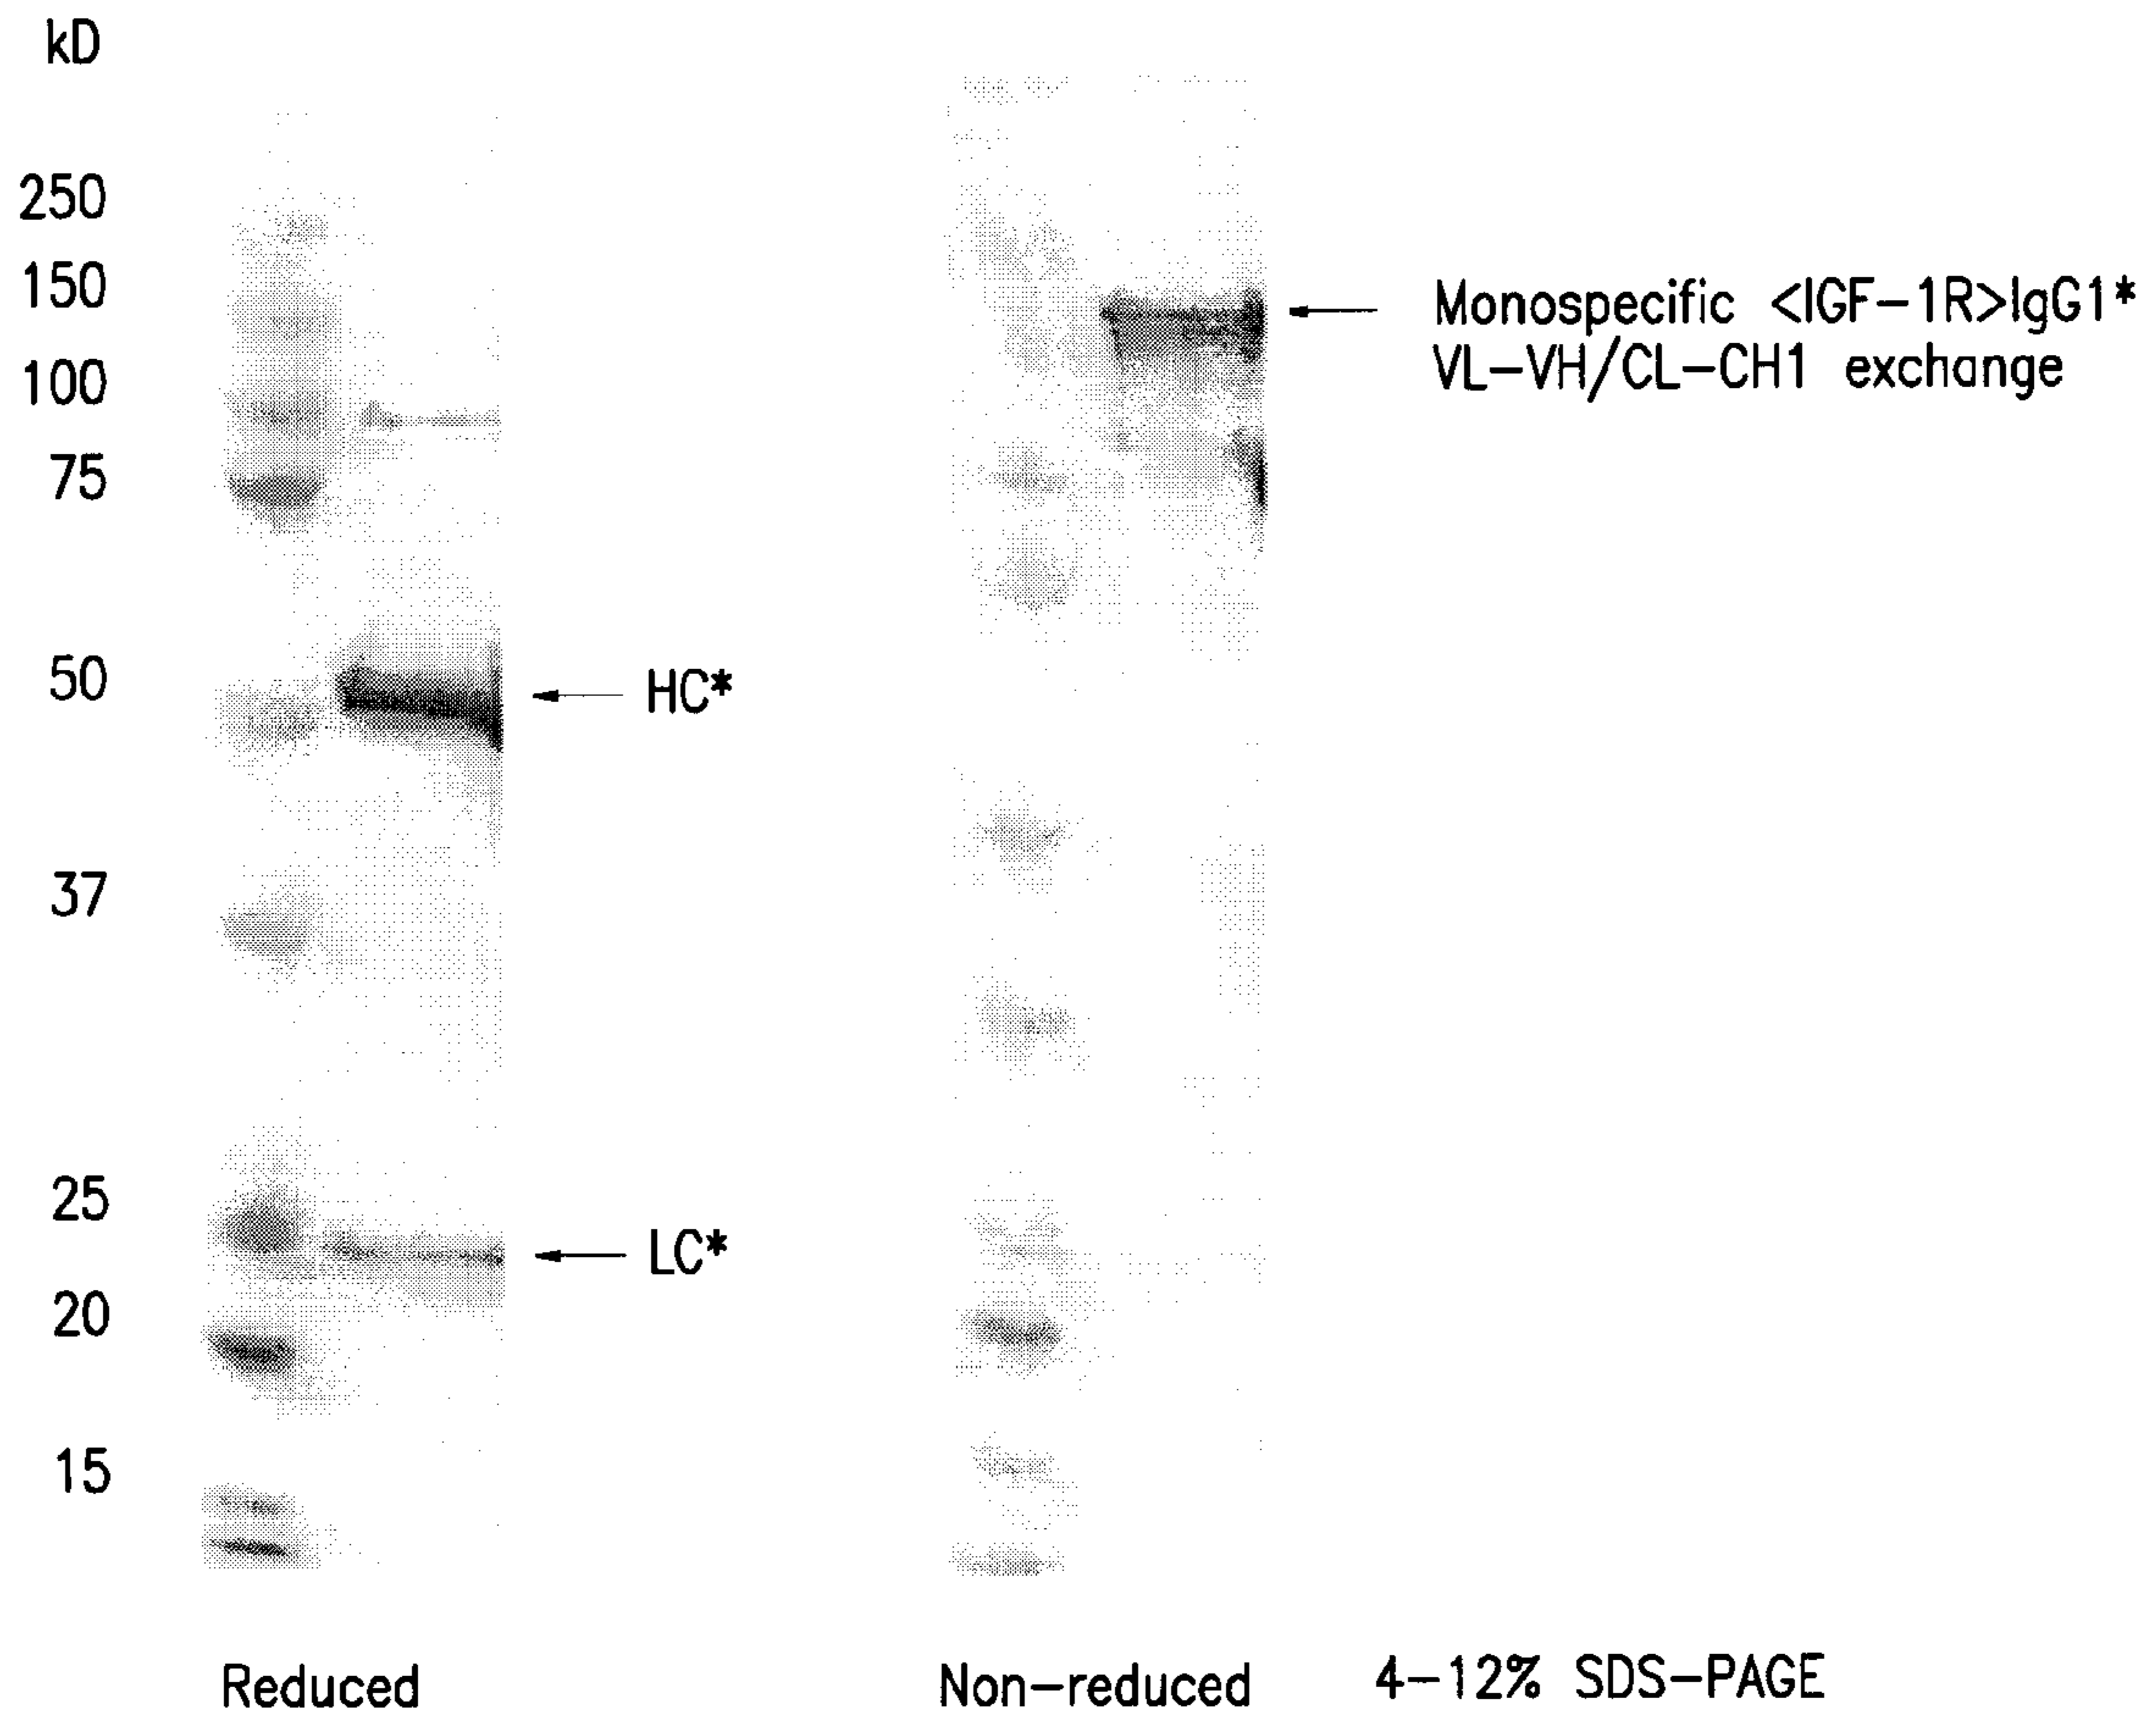 kD
250
150
100
75
50
37
25
20
15
HC*
LC*
Monospecific <IGF-1R>IgG1*
VL-VH/CL-CH1 exchange
Reduced
Non-reduced
4-12% SDS-PAGE